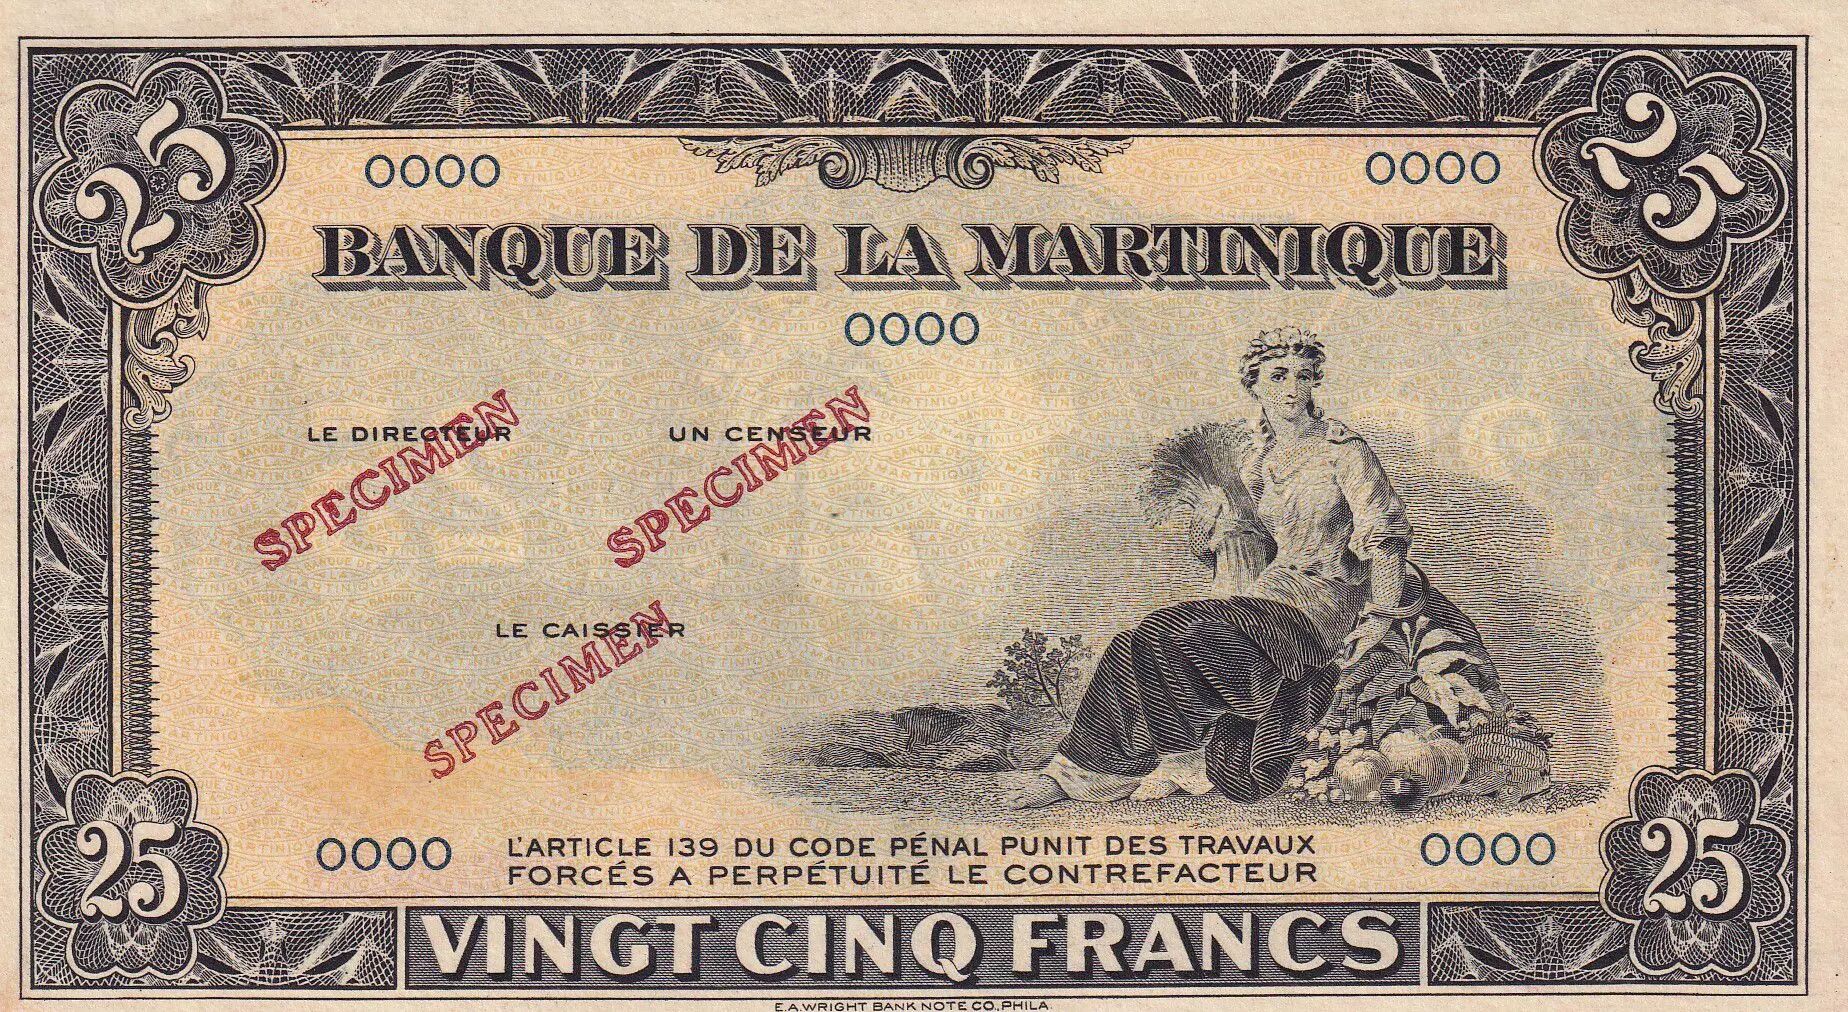 25
25
0000
0000
BANQUE DE LA MARTINIQUE
0000
LE DIRECTEUR
UN CENSEUR
SPECIMEN
SPECIMEN
LE CAISSIER
SPECIMEN
0000
L'ARTICLE 139 DU CODE PÉNAL PUNIT DES TRAVAUX
FORCÉS A PERPÉTUITÉ LE CONTREFACTEUR
0000
25
25
VINGT CINQ FRANCS
E.A.WRIGHT BANK NOTE CO., PHILA.